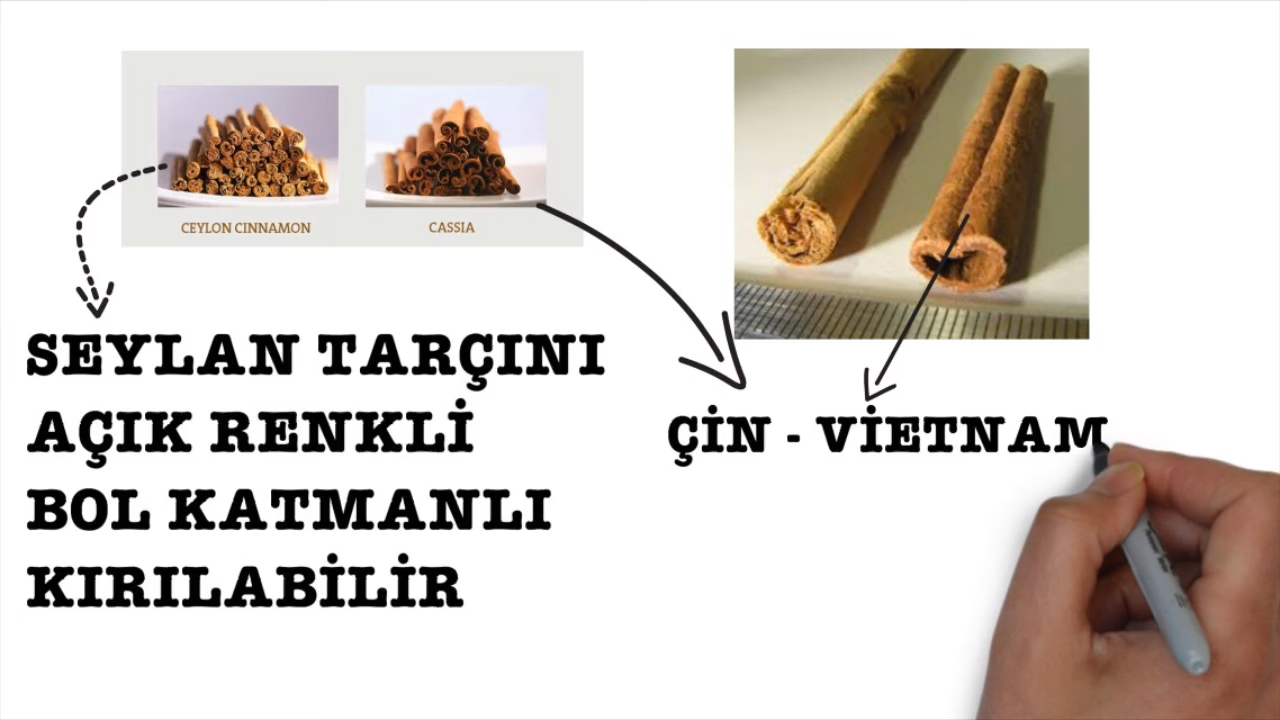 CEYLON CINNAMON
CASSIA
SEYLAN TARÇINI
AÇIK RENKLİ
BOL KATMANLI
KIRILABİLİR
ÇİN - VİETNAM